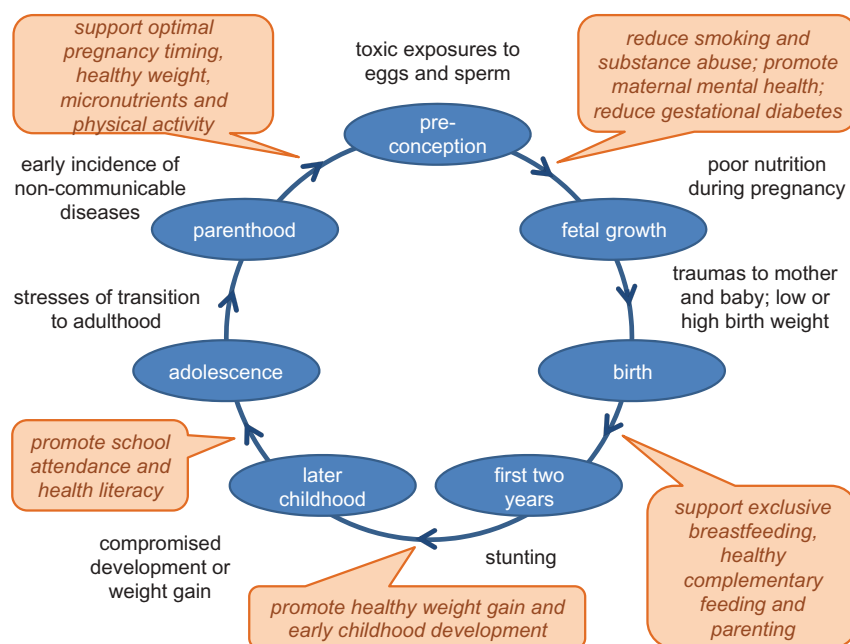 support optimal
pregnancy timing,
healthy weight,
micronutrients and
physical activity
toxic exposures to
eggs and sperm
reduce smoking and
substance abuse; promote
maternal mental health;
reduce gestational diabetes
pre-
conception
early incidence of
non-communicable
diseases
poor nutrition
during pregnancy
parenthood
fetal growth
stresses of transition
to adulthood
traumas to mother
and baby; low or
high birth weight
adolescence
birth
promote school
attendance and
health literacy
later
childhood
first two
years
support exclusive
breastfeeding,
healthy
complementary
feeding and
parenting
compromised
development or
weight gain
stunting
promote healthy weight gain and
early childhood development